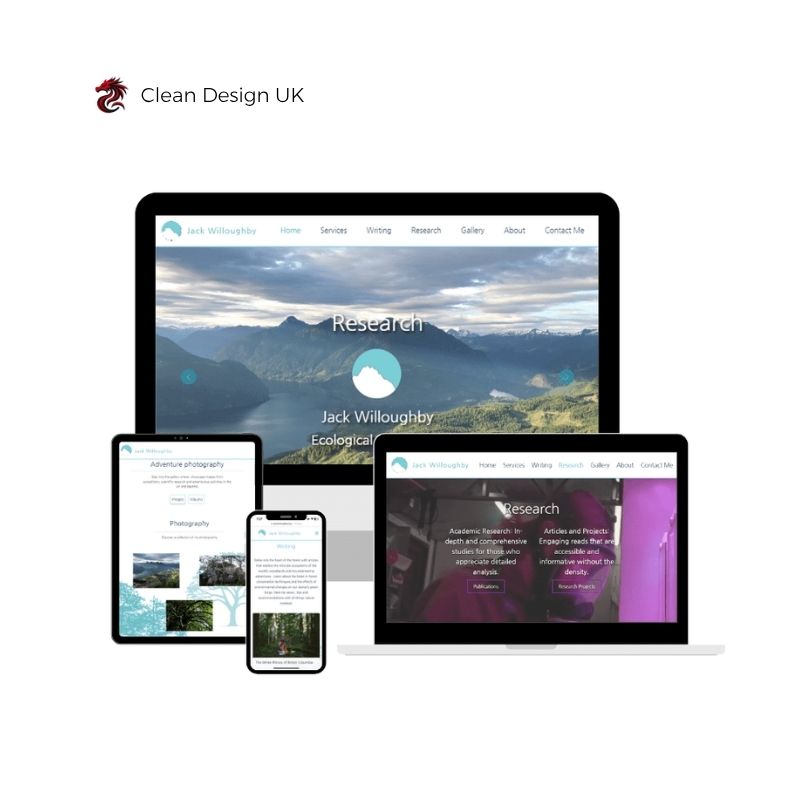 Clean Design UK
Jack Willoughby
Home Services Writing Research Gallery About Contact Me
Research
Jack Willoughby
Ecological
Jack Willoughby
Adventure photography
Images
Albums
Photography
Jack Willoughby
Writing
The White Rhinos of British Columbia
Jack Willoughby
Home Services Writing Research Gallery About Contact Me
Research
Academic Research: In-
depth and comprehensive
studies for those who
appreciate detailed
analysis.
Publications
Articles and Projects:
Engaging reads that are
accessible and
informative without the
density.
Research Projects